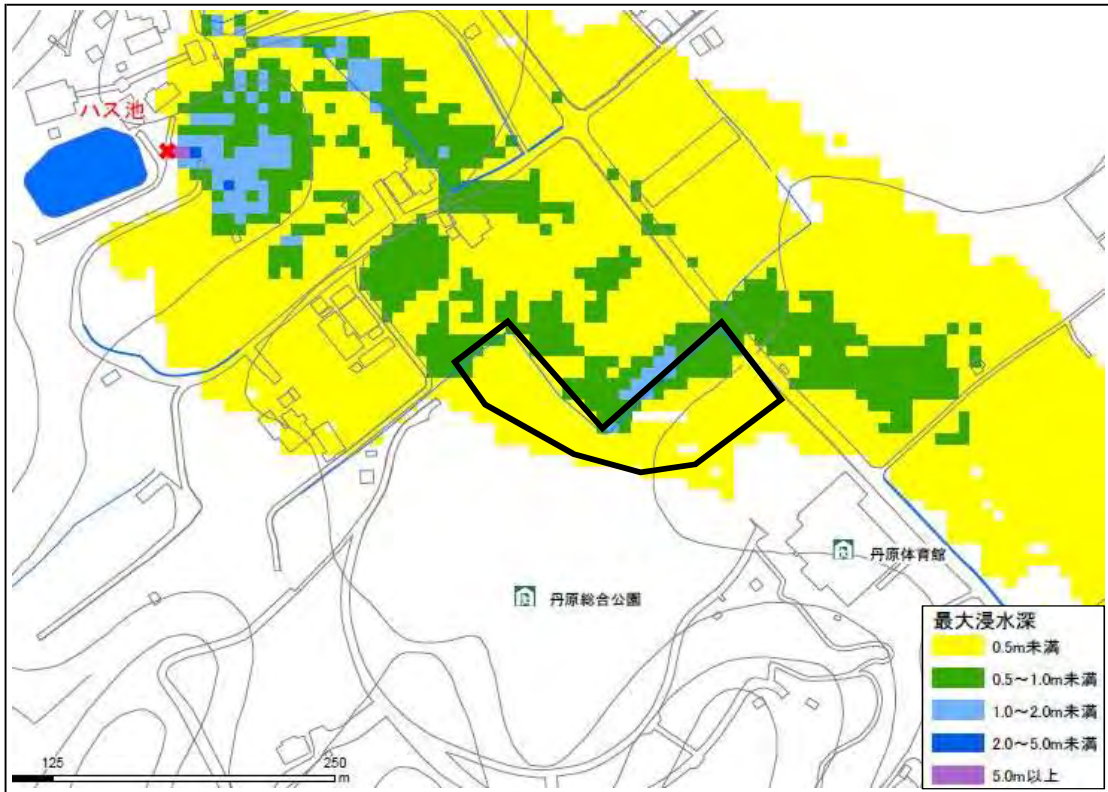 ハス池
丹原体育館
丹原総合公園
最大浸水深
0.5m未満
0.5～1.0m未満
1.0～2.0m未満
2.0～5.0m未満
5.0m以上
125
250
m